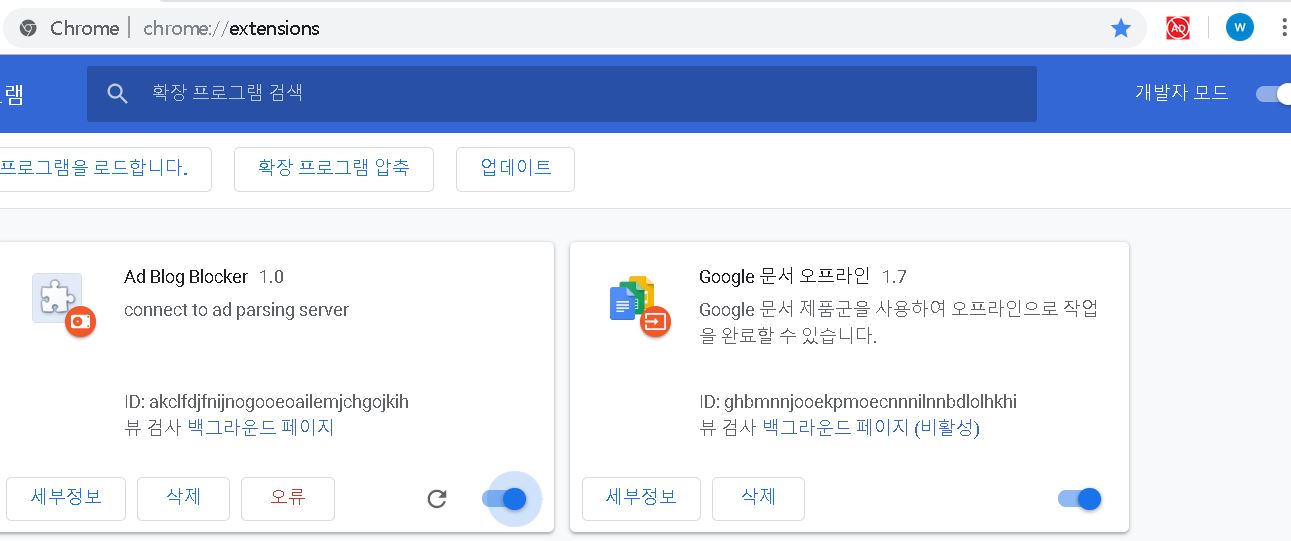 Chrome | chrome://extensions
AD
W
램
확장 프로그램 검색
개발자 모드
프로그램을 로드합니다.
확장 프로그램 압축
업데이트
Ad Blog Blocker 1.0
connect to ad parsing server
ID: akclfdjfnijnogooeoailemjchgojkih
뷰 검사 백그라운드 페이지
세부정보
삭제
오류
Google 문서 오프라인 1.7
Google 문서 제품군을 사용하여 오프라인으로 작업
을 완료할 수 있습니다.
ID: ghbmnnjooekpmoecnnnilnnbdlolhkhi
뷰 검사 백그라운드 페이지 (비활성)
세부정보
삭제